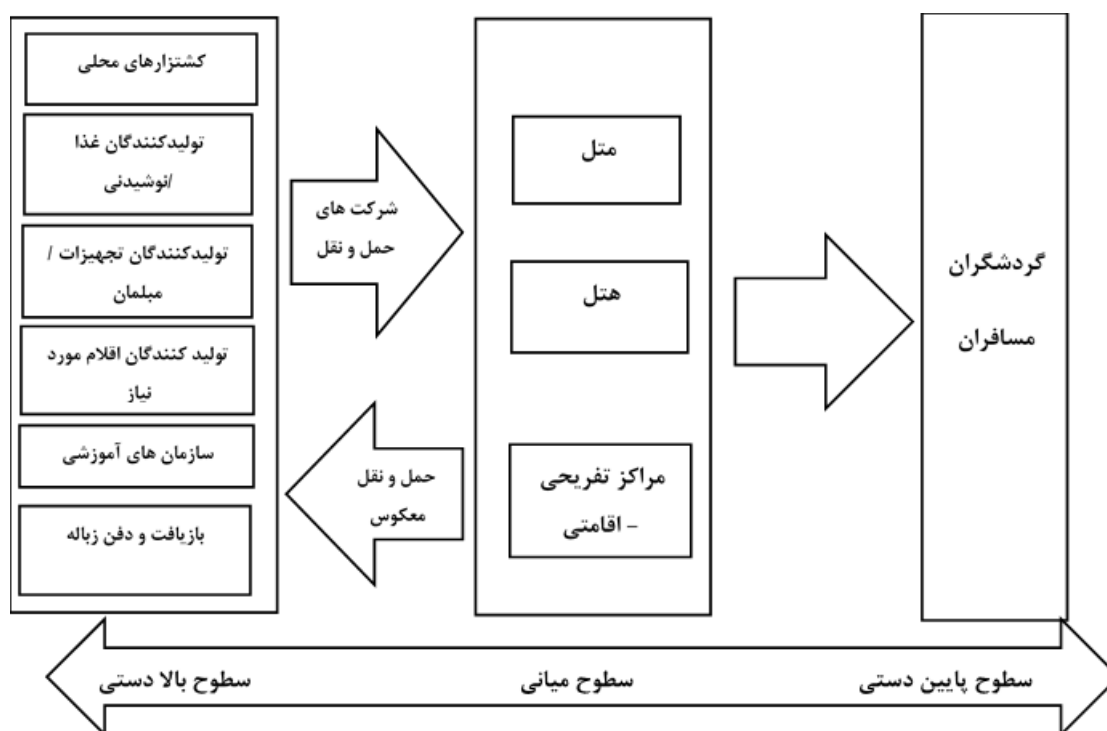 کشتزارهای محلی
تولیدکنندگان غذا
/نوشیدنی
تولیدکنندگان تجهیزات /
مبلمان
تولید کنندگان اقلام مورد
نیاز
سازمان های آموزشی
بازیافت و دفن زباله
شرکت های
حمل و نقل
حمل و نقل
معکوس
متل
هتل
مراکز تفریحی
– اقامتی
گردشگران
مسافران
سطوح بالا دستی
سطوح میانی
سطوح پایین دستی